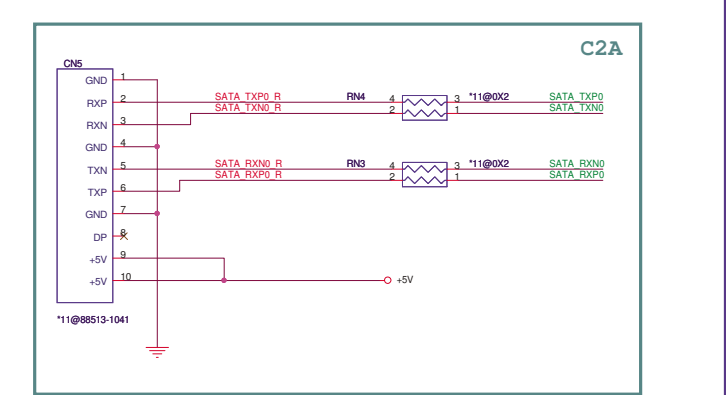 C2A
CN5
GND 1
RXP 2 SATA_TXP0_R RN4 4 3 *11@0X2 SATA_TXP0
SATA_TXN0_R 2 1 SATA_TXN0
RXN 3
GND 4
TXN 5 SATA_RXN0_R RN3 4 3 *11@0X2 SATA_RXN0
SATA_RXP0_R 2 1 SATA_RXP0
TXP 6
GND 7
DP 8
+5V 9
+5V 10 +5V
*11@88513-1041